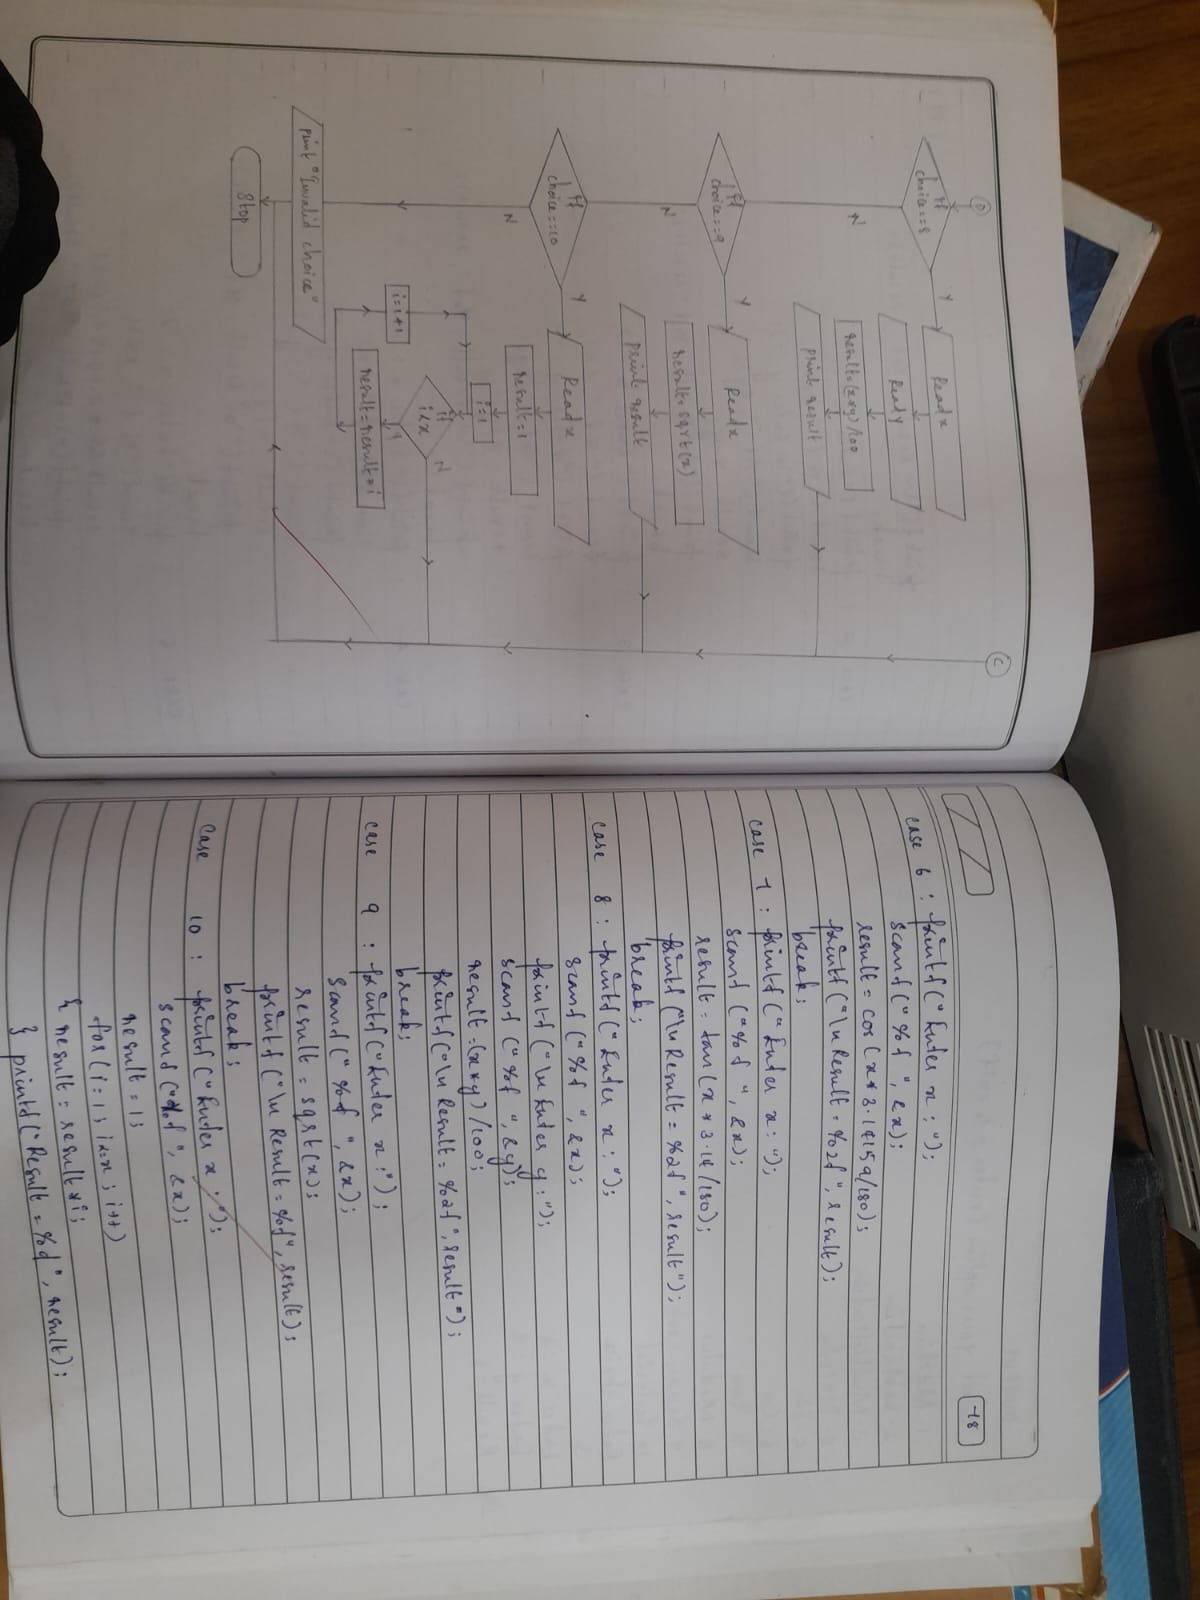 D
C
If
choice==8
Y
N
Read x
Read y
result=(x*y)/100
print result
If
choice==9
Y
N
Read x
result=sqrt(x)
print result
If
choice==10
Y
N
Read x
result=1
i=1
If
i<x
N
Y
i=i+1
result=result*i
print "Invalid choice"
Stop
18
case 6 : printf("Enter x : ");
scanf("%f", &x);
result = cos(x*3.14159/180);
printf("\n Result = %2f", result);
break;
case 7 : printf("Enter x : ");
scanf("%f", &x);
result = tan(x*3.14/180);
printf("\n Result = %2f", result");
break;
case 8 : printf("Enter x : ");
scanf("%f", &x);
printf("\n Enter y : ");
scanf("%f", &y);
result=(x*y)/100;
printf("\n Result = %2f", result");
break;
case 9 : printf("Enter x :");
scanf("%f", &x);
result = sqrt(x);
printf("\n Result = %f", result);
break;
case 10 : printf("Enter x : ");
scanf("%f", &x);
result = 1;
for(i=1; i<=x; i++)
{ result = result*i;
} printf("Result = %d", result);